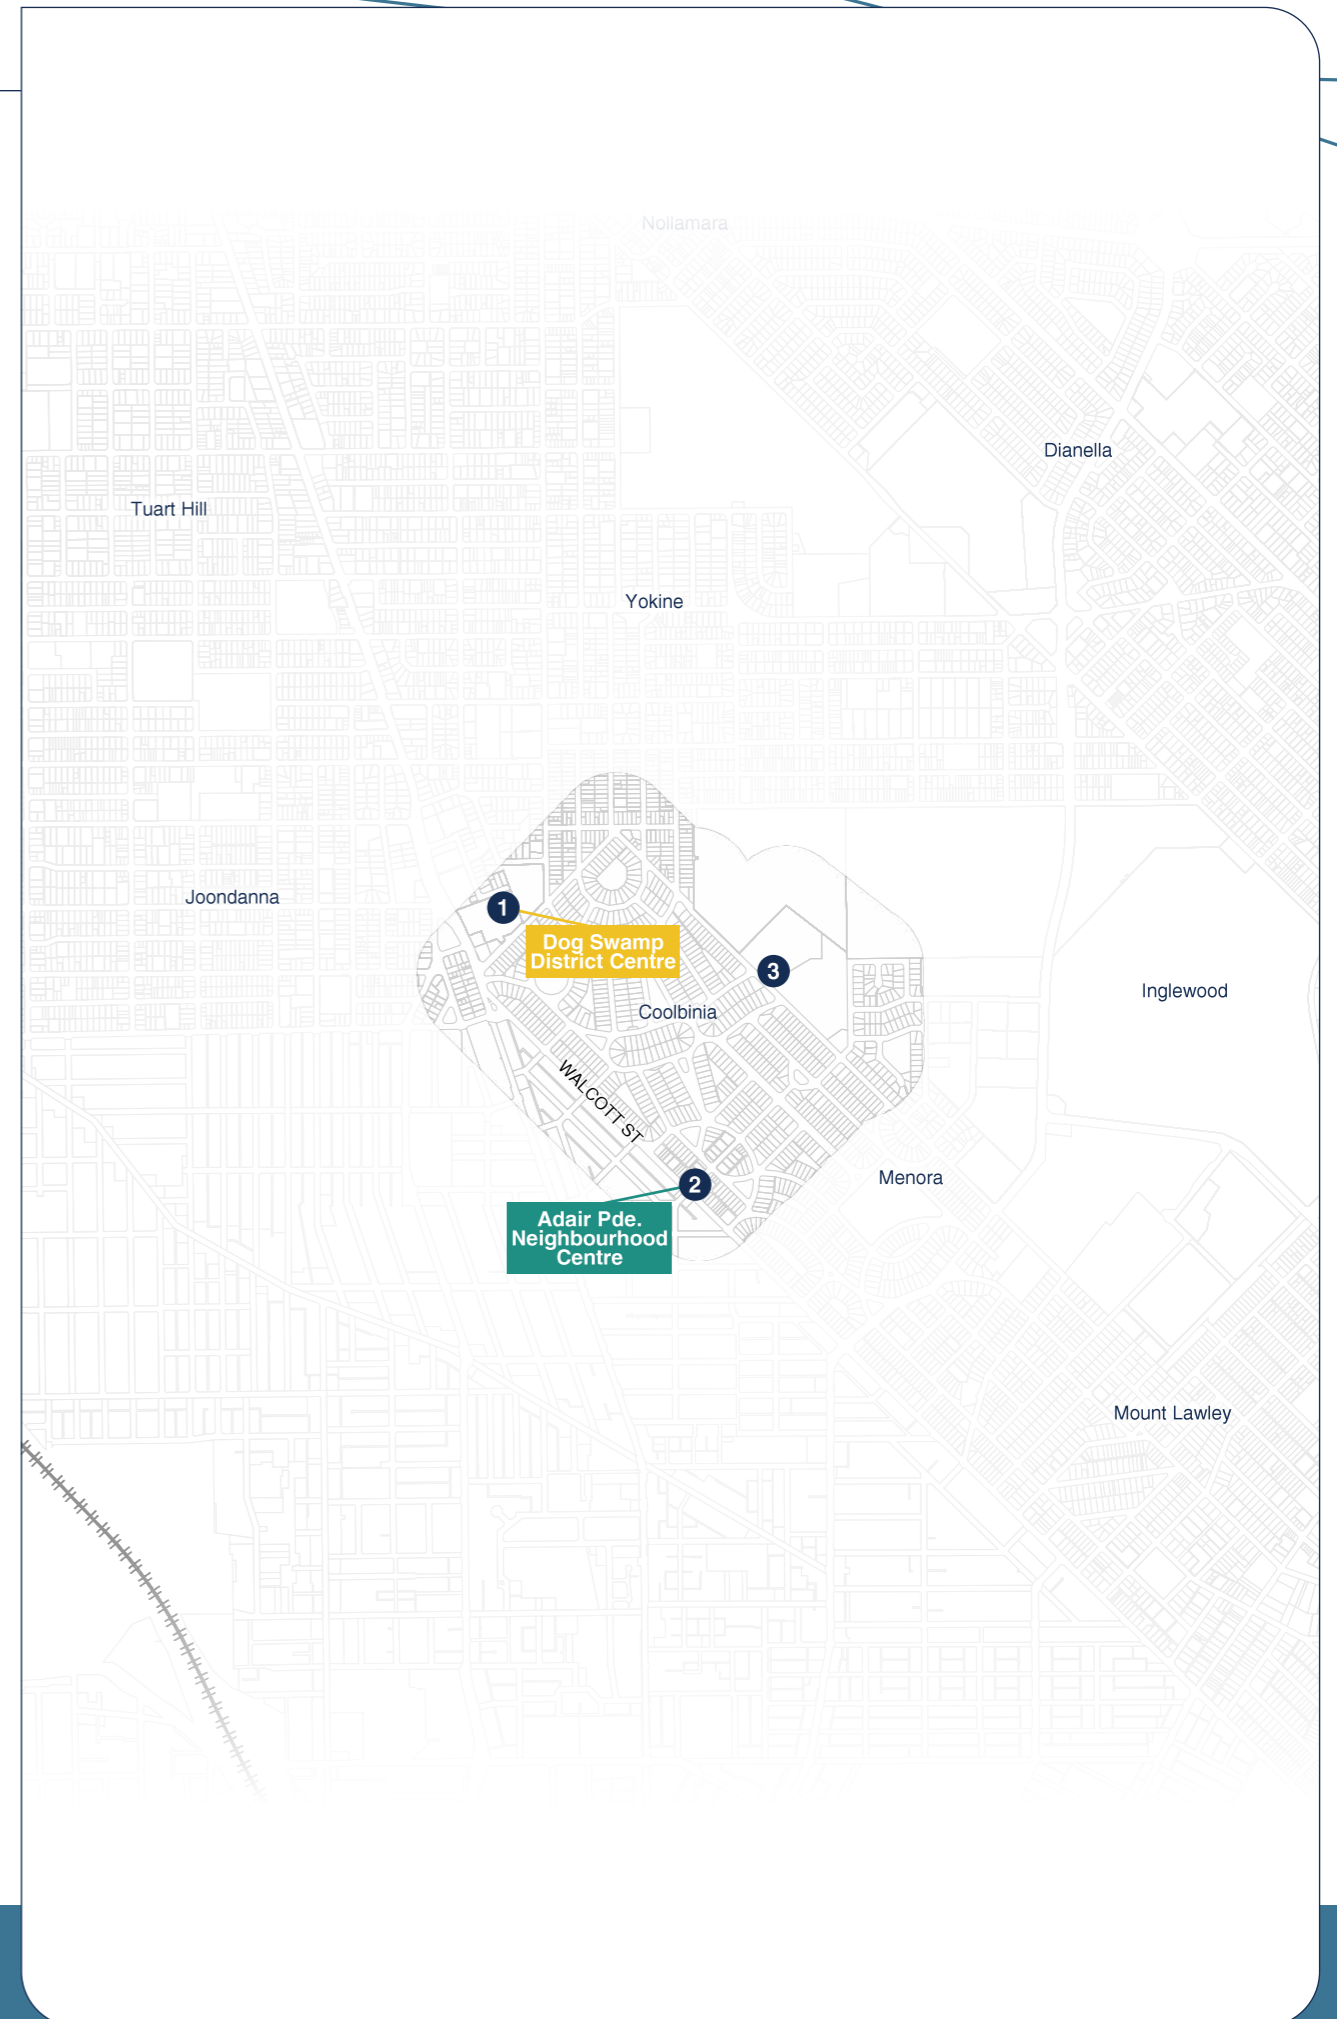 Nollamara
Dianella
Tuart Hill
Yokine
Joondanna
1
Dog Swamp
District Centre
3
Inglewood
Coolbinia
WALCOTT ST
Menora
2
Adair Pde.
Neighbourhood
Centre
Mount Lawley